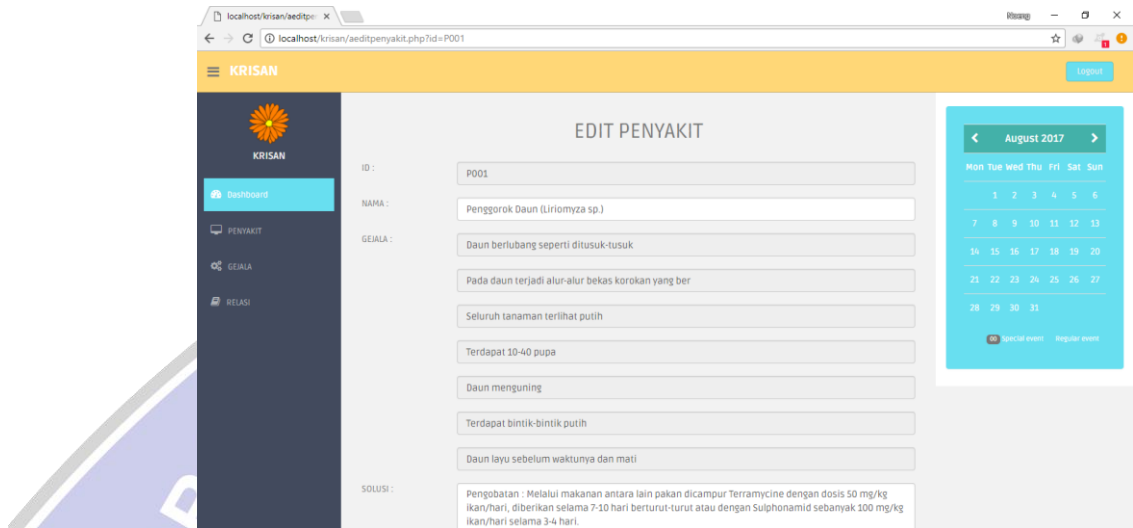 localhost/krisan/aeditpe
localhost/krisan/aeditpenyakit.php?id=P001
1
KRISAN
Logout
KRISAN
Dashboard
PENYAKIT
GEJALA
RELASI
EDIT PENYAKIT
ID :
P001
NAMA :
Penggorok Daun (Liriomyza sp.)
GEJALA :
Daun berlubang seperti ditusuk-tusuk
Pada daun terjadi alur-alur bekas korokan yang ber
Seluruh tanaman terlihat putih
Terdapat 10-40 pupa
Daun menguning
Terdapat bintik-bintik putih
Daun layu sebelum waktunya dan mati
SOLUSI :
Pengobatan : Melalui makanan antara lain pakan dicampur Terramycine dengan dosis 50 mg/kg
ikan/hari, diberikan selama 7-10 hari berturut-turut atau dengan Sulphonamid sebanyak 100 mg/kg
ikan/hari selama 3-4 hari.
August 2017
Mon Tue Wed Thu Fri Sat Sun
1 2 3 4 5 6
7 8 9 10 11 12 13
14 15 16 17 18 19 20
21 22 23 24 25 26 27
28 29 30 31
00 Special event Regular event